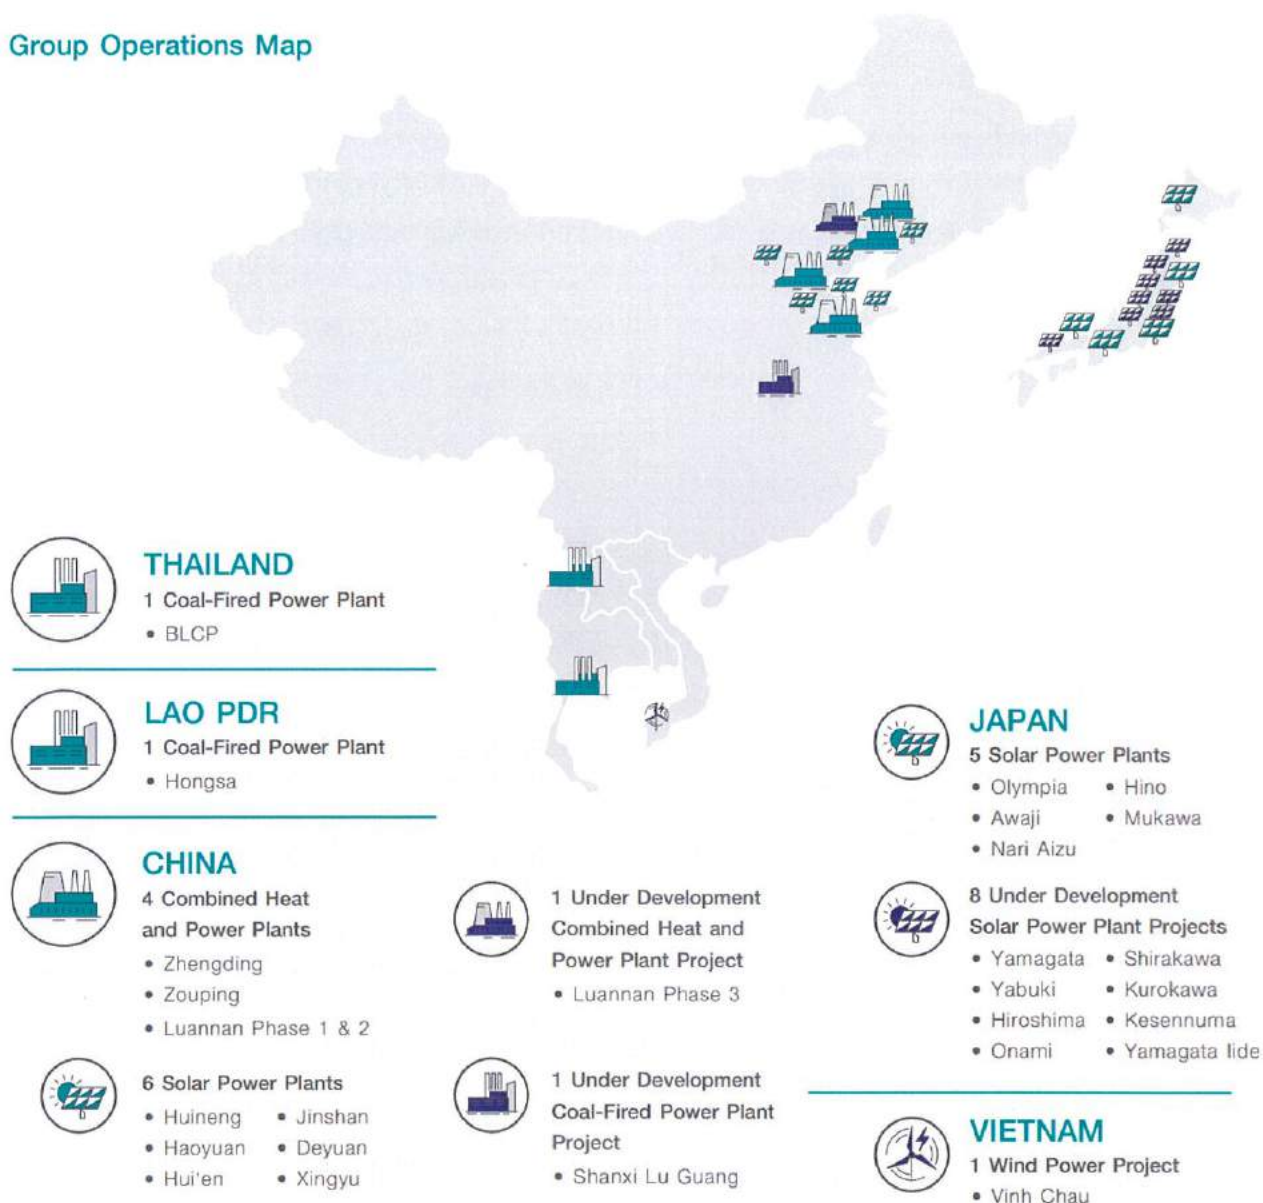 Group Operations Map
THAILAND
1 Coal-Fired Power Plant
• BLCP
LAO PDR
1 Coal-Fired Power Plant
• Hongsa
CHINA
4 Combined Heat
and Power Plants
• Zhengding
• Zouping
• Luannan Phase 1 & 2
6 Solar Power Plants
• Huineng • Jinshan
• Haoyuan • Deyuan
• Hui'en • Xingyu
1 Under Development
Combined Heat and
Power Plant Project
• Luannan Phase 3
1 Under Development
Coal-Fired Power Plant
Project
• Shanxi Lu Guang
JAPAN
5 Solar Power Plants
• Olympia • Hino
• Awaji • Mukawa
• Nari Aizu
8 Under Development
Solar Power Plant Projects
• Yamagata • Shirakawa
• Yabuki • Kurokawa
• Hiroshima • Kesennuma
• Onami • Yamagata Iide
VIETNAM
1 Wind Power Project
• Vinh Chau